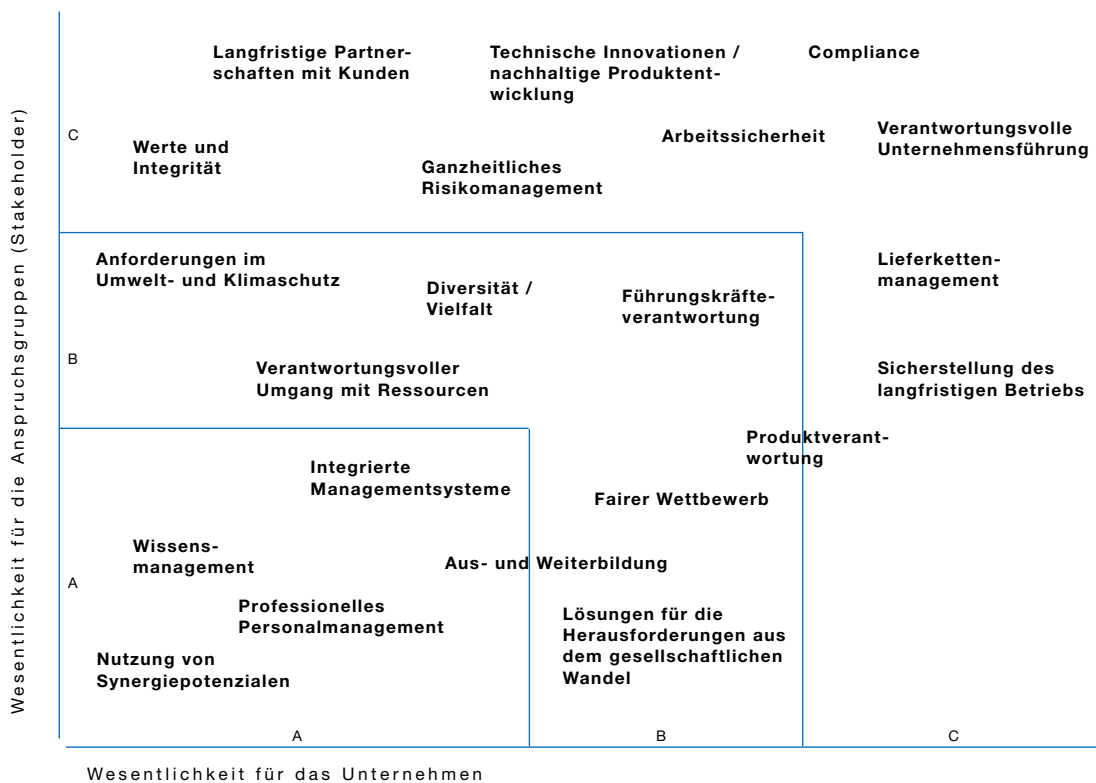 Wesentlichkeit für die Anspruchsgruppen (Stakeholder)
Langfristige Partner-
schaften mit Kunden
Technische Innovationen /
nachhaltige Produktent-
wicklung
Compliance
C
Werte und
Integrität
Ganzheitliches
Risikomanagement
Arbeitssicherheit
Verantwortungsvolle
Unternehmensführung
Anforderungen im
Umwelt- und Klimaschutz
Diversität /
Vielfalt
Führungskräfte-
verantwortung
Lieferketten-
management
B
Verantwortungsvoller
Umgang mit Ressourcen
Sicherstellung des
langfristigen Betriebs
Produktverant-
wortung
Integrierte
Managementsysteme
Fairer Wettbewerb
Wissens-
management
Aus- und Weiterbildung
A
Professionelles
Personalmanagement
Lösungen für die
Herausforderungen aus
dem gesellschaftlichen
Wandel
Nutzung von
Synergiepotenzialen
A
B
C
Wesentlichkeit für das Unternehmen